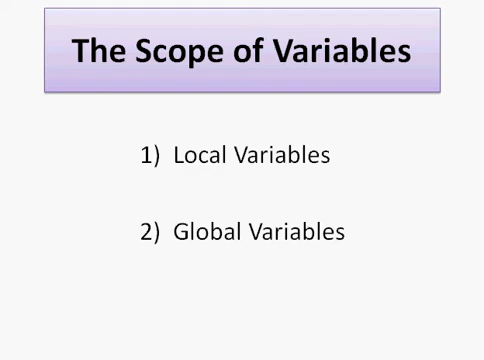 The Scope of Variables
1) Local Variables
2) Global Variables